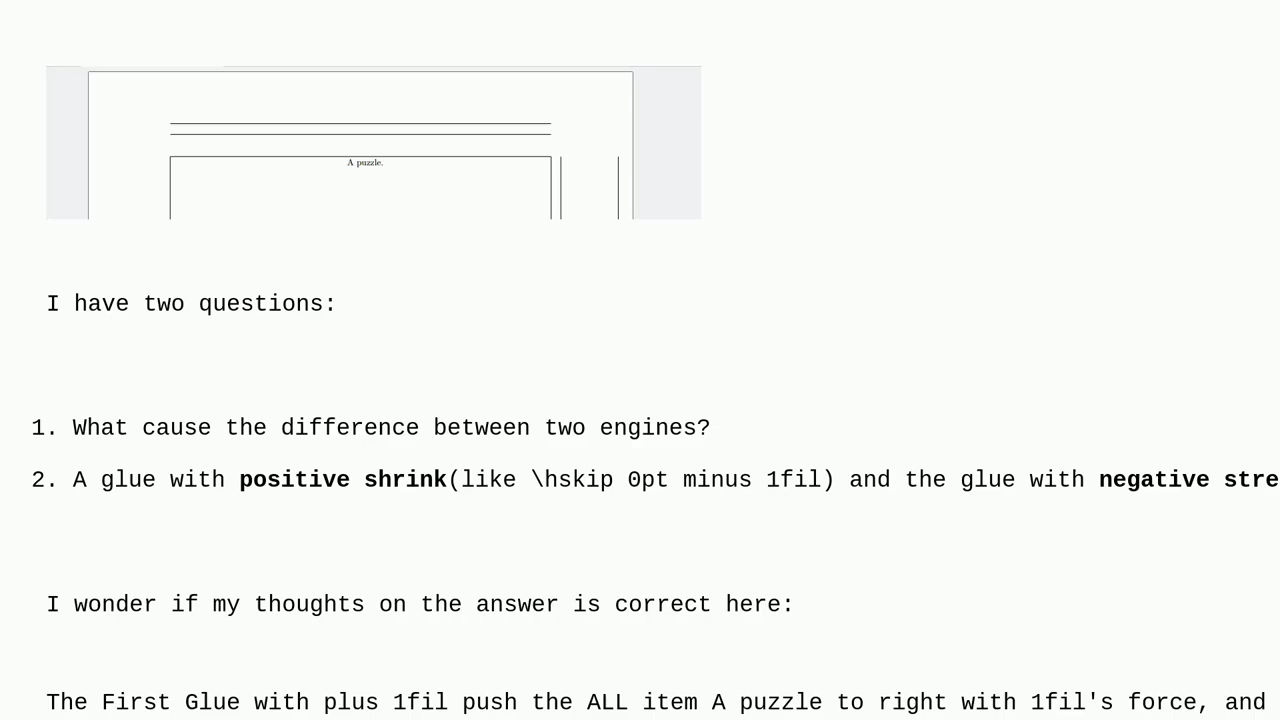 A puzzle.
I have two questions:
1. What cause the difference between two engines?
2. A glue with positive shrink(like \hskip 0pt minus 1fil) and the glue with negative stre
I wonder if my thoughts on the answer is correct here:
The First Glue with plus 1fil push the ALL item A puzzle to right with 1fil's force, and